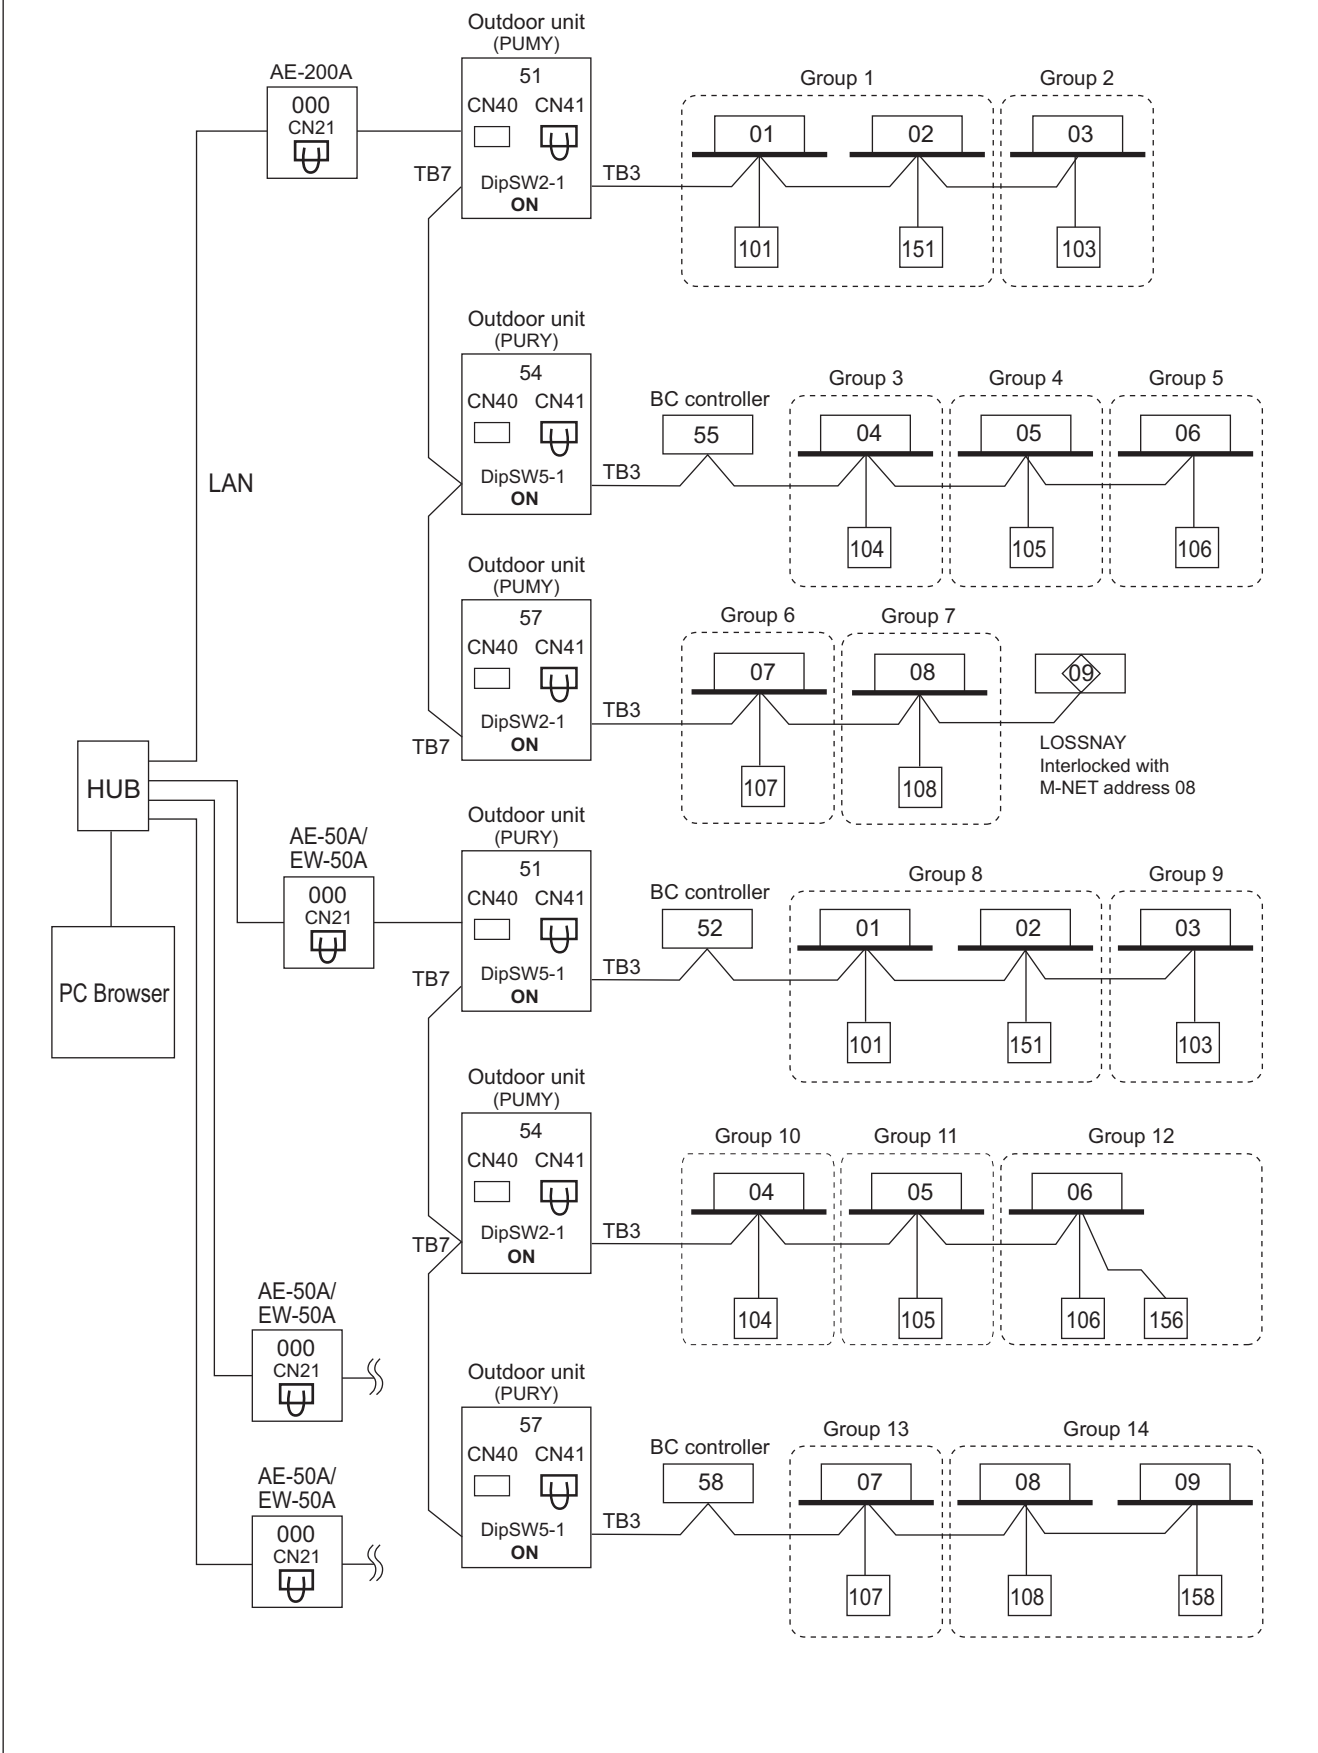 Outdoor unit
(PUMY)
AE-200A
000
CN21
51
CN40 CN41
TB7
DipSW2-1
ON
TB3
Group 1
Group 2
01
02
03
101
151
103
LAN
Outdoor unit
(PURY)
54
CN40 CN41
DipSW5-1
ON
TB3
BC controller
55
Group 3
Group 4
Group 5
04
05
06
104
105
106
Outdoor unit
(PUMY)
57
CN40 CN41
DipSW2-1
ON
TB7
TB3
Group 6
Group 7
07
08
09
107
108
LOSSNAY
Interlocked with
M-NET address 08
HUB
PC Browser
AE-50A/
EW-50A
000
CN21
Outdoor unit
(PURY)
51
CN40 CN41
TB7
DipSW5-1
ON
TB3
BC controller
52
Group 8
Group 9
01
02
03
101
151
103
Outdoor unit
(PUMY)
54
CN40 CN41
TB7
DipSW2-1
ON
TB3
Group 10
Group 11
Group 12
04
05
06
104
105
106
156
AE-50A/
EW-50A
000
CN21
Outdoor unit
(PURY)
57
CN40 CN41
DipSW5-1
ON
TB3
BC controller
58
Group 13
Group 14
07
08
09
107
108
158
AE-50A/
EW-50A
000
CN21